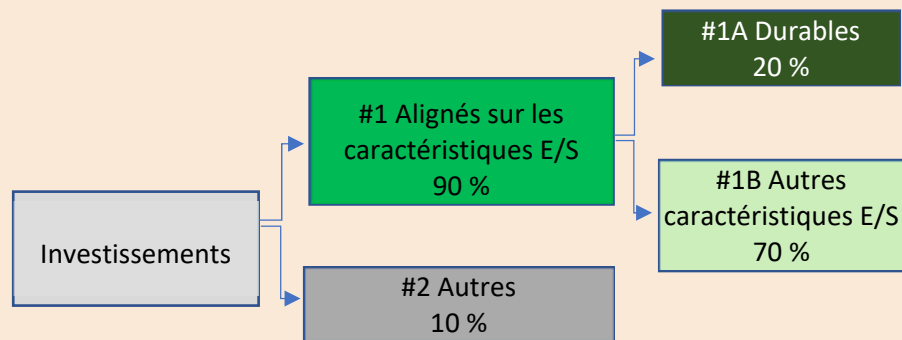 #1A Durables
20 %
#1 Alignés sur les
caractéristiques E/S
90 %
#1B Autres
caractéristiques E/S
70 %
Investissements
#2 Autres
10 %